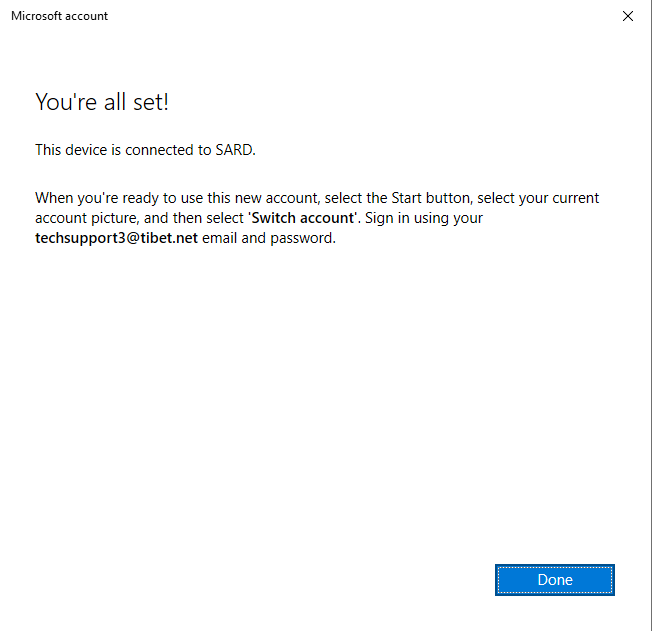 Microsoft account
You're all set!
This device is connected to SARD.
When you're ready to use this new account, select the Start button, select your current
account picture, and then select 'Switch account'. Sign in using your
techsupport3@tibet.net email and password.
Done